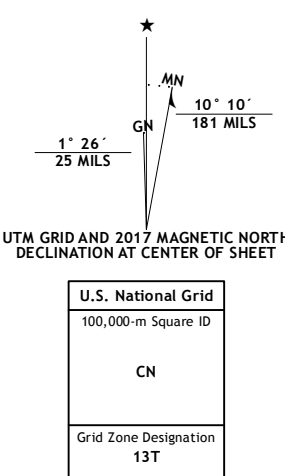 ★
MN
GN
10° 10´
181 MILS
1° 26´
25 MILS
UTM GRID AND 2017 MAGNETIC NORTH
DECLINATION AT CENTER OF SHEET
U.S. National Grid
100,000-m Square ID
CN
Grid Zone Designation
13T